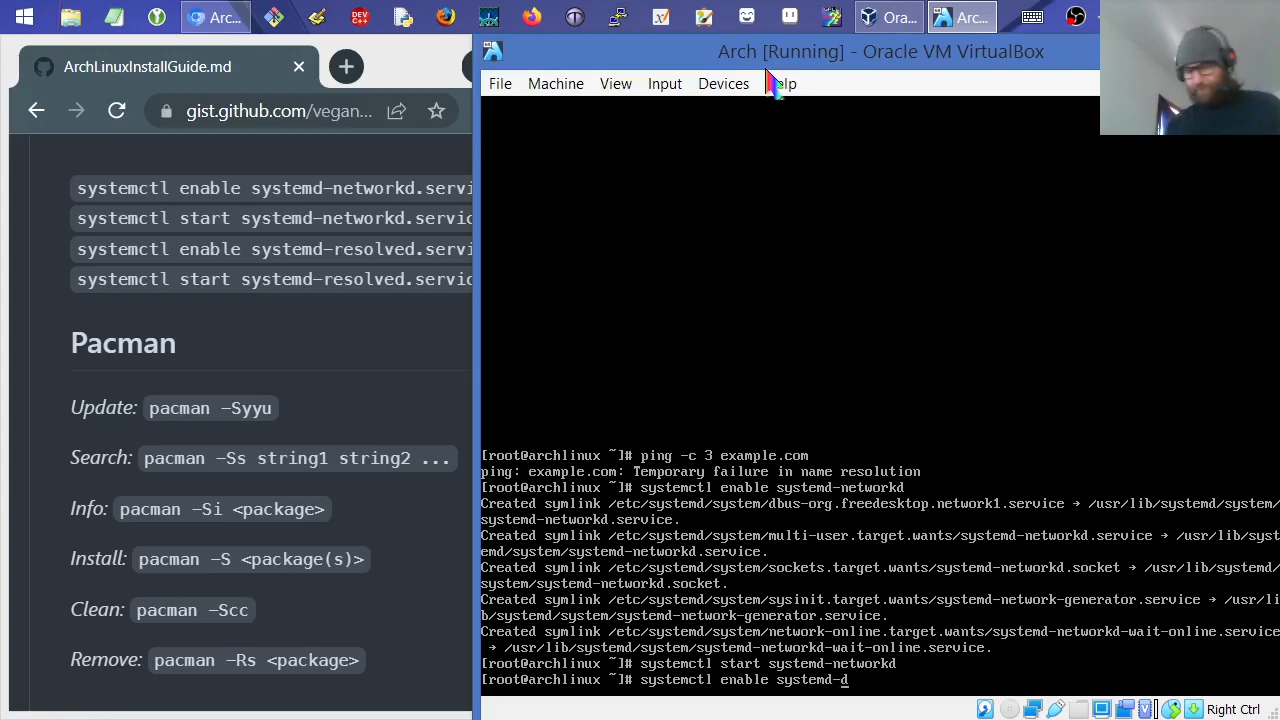 Arc...
DEV C++
Ora...
Arc...
ArchLinuxInstallGuide.md
gist.github.com/vegan...
systemctl enable systemd-networkd.servi
systemctl start systemd-networkd.servic
systemctl enable systemd-resolved.servi
systemctl start systemd-resolved.servic
Pacman
Update: pacman -Syyu
Search: pacman -Ss string1 string2 ...
Info: pacman -Si <package>
Install: pacman -S <package(s)>
Clean: pacman -Scc
Remove: pacman -Rs <package>
Arch [Running] - Oracle VM VirtualBox
File Machine View Input Devices Help
[root@archlinux ~]# ping -c 3 example.com
ping: example.com: Temporary failure in name resolution
[root@archlinux ~]# systemctl enable systemd-networkd
Created symlink /etc/systemd/system/dbus-org.freedesktop.network1.service → /usr/lib/systemd/system/
systemd-networkd.service.
Created symlink /etc/systemd/system/multi-user.target.wants/systemd-networkd.service → /usr/lib/syst
emd/system/systemd-networkd.service.
Created symlink /etc/systemd/system/sockets.target.wants/systemd-networkd.socket → /usr/lib/systemd/
system/systemd-networkd.socket.
Created symlink /etc/systemd/system/sysinit.target.wants/systemd-network-generator.service → /usr/li
b/systemd/system/systemd-network-generator.service.
Created symlink /etc/systemd/system/network-online.target.wants/systemd-networkd-wait-online.service
→ /usr/lib/systemd/system/systemd-networkd-wait-online.service.
[root@archlinux ~]# systemctl start systemd-networkd
[root@archlinux ~]# systemctl enable systemd-d
Right Ctrl